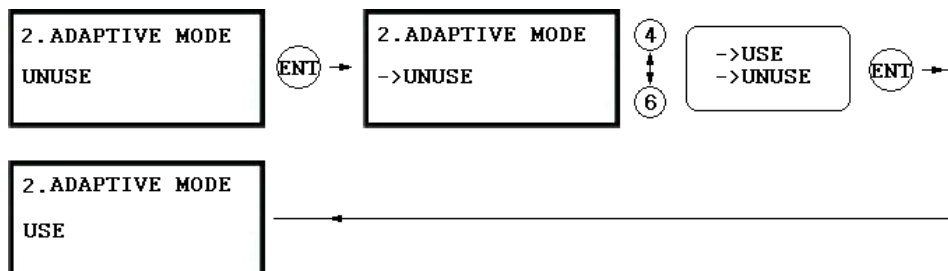 2.ADAPTIVE MODE
UNUSE
ENT
2.ADAPTIVE MODE
->UNUSE
4
6
->USE
->UNUSE
ENT
2.ADAPTIVE MODE
USE